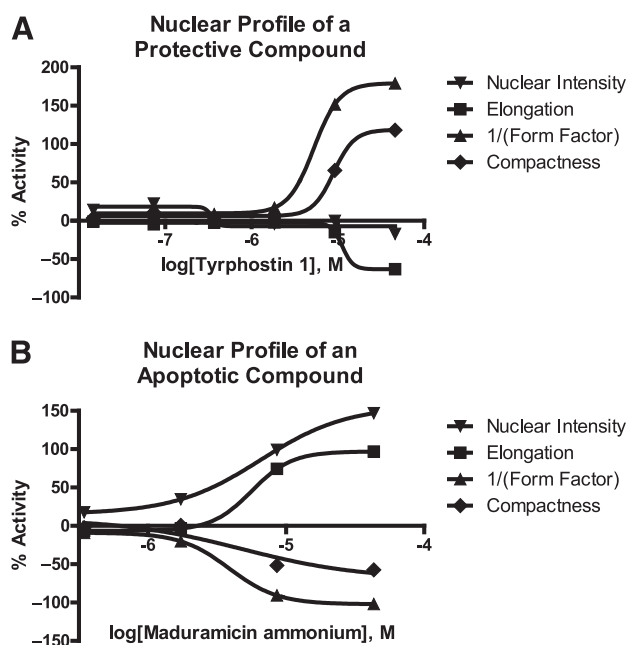 A
Nuclear Profile of a
Protective Compound
200
150
100
50
0
–50
–100
% Activity
-7
-6
-5
-4
log[Tyrphostin 1], M
Nuclear Intensity
Elongation
1/(Form Factor)
Compactness
B
Nuclear Profile of an
Apoptotic Compound
150
100
50
0
–50
–100
–150
% Activity
-6
-5
-4
log[Maduramicin ammonium], M
Nuclear Intensity
Elongation
1/(Form Factor)
Compactness